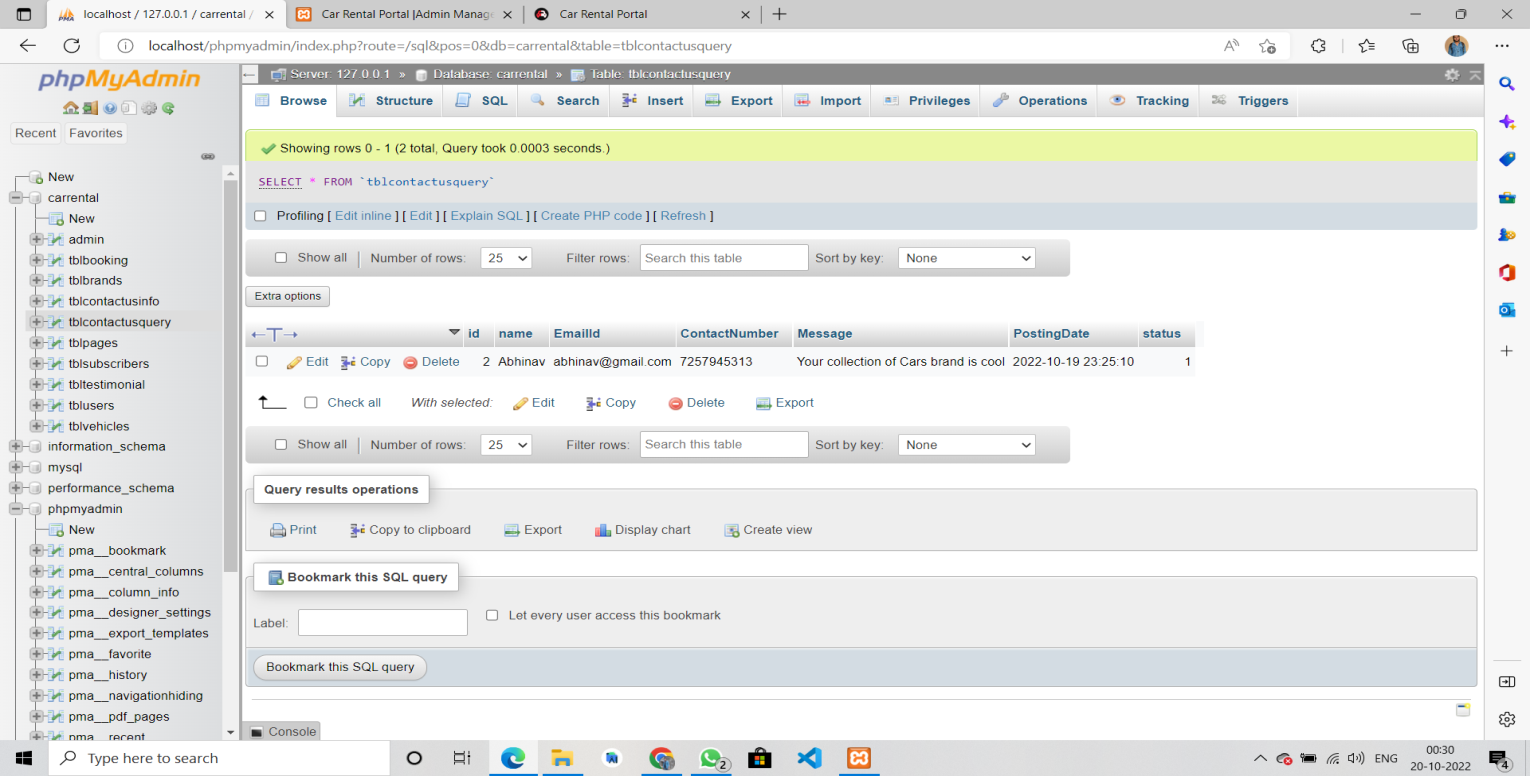 localhost / 127.0.0.1 / carrental /
Car Rental Portal |Admin Manag
Car Rental Portal
localhost/phpmyadmin/index.php?route=/sql&pos=0&db=carrental&table=tblcontactusquery
phpMyAdmin
Recent Favorites
New
carrental
New
admin
tblbooking
tblbrands
tblcontactusinfo
tblcontactusquery
tblpages
tblsubscribers
tbltestimonial
tblusers
tblvehicles
information_schema
mysql
performance_schema
phpmyadmin
New
pma__bookmark
pma__central_columns
pma__column_info
pma__designer_settings
pma__export_templates
pma__favorite
pma__history
pma__navigationhiding
pma__pdf_pages
pma__recent
Server: 127.0.0.1 » Database: carrental » Table: tblcontactusquery
Browse Structure SQL Search Insert Export Import Privileges Operations Tracking Triggers
Showing rows 0 - 1 (2 total, Query took 0.0003 seconds.)
SELECT * FROM `tblcontactusquery`
Profiling [ Edit inline ] [ Edit ] [ Explain SQL ] [ Create PHP code ] [ Refresh ]
Show all Number of rows: 25 Filter rows: Search this table Sort by key: None
Extra options
←T→ id name EmailId ContactNumber Message PostingDate status
Edit Copy Delete 2 Abhinav abhinav@gmail.com 7257945313 Your collection of Cars brand is cool 2022-10-19 23:25:10 1
Check all With selected: Edit Copy Delete Export
Show all Number of rows: 25 Filter rows: Search this table Sort by key: None
Query results operations
Print Copy to clipboard Export Display chart Create view
Bookmark this SQL query
Label: Let every user access this bookmark
Bookmark this SQL query
Console
Type here to search
2
ENG
00:30
20-10-2022
4